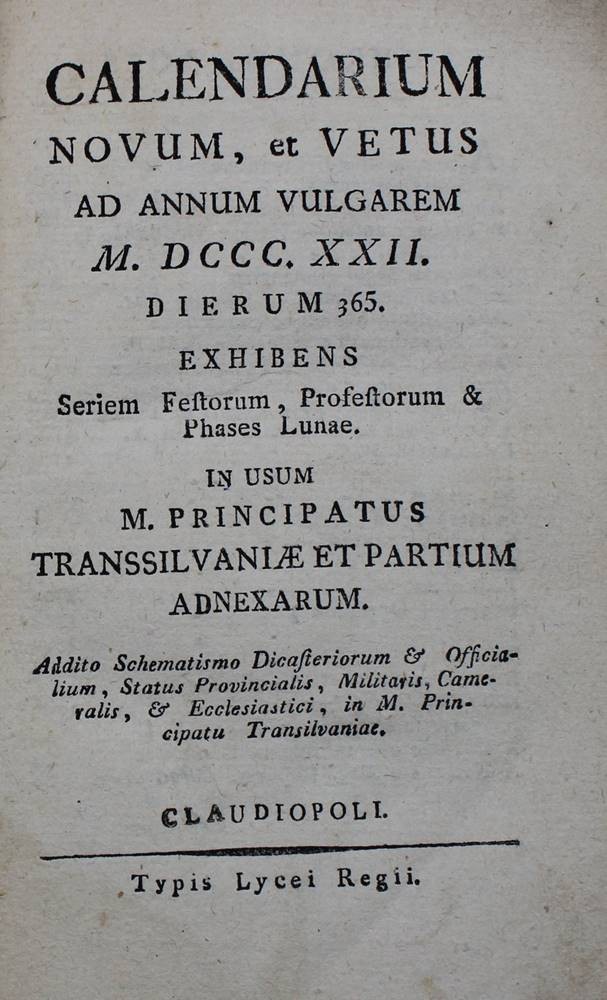 CALENDARIUM
NOVUM, et VETUS
AD ANNUM VULGAREM
M. DCCC. XXII.
DIERUM 365.
EXHIBENS
Seriem Feſtorum, Profeſtorum &
Phases Lunae.
IN USUM
M. PRINCIPATUS
TRANSSILVANIÆ ET PARTIUM
ADNEXARUM.
Addito Schematismo Dicaſteriorum & Officia-
lium, Status Provincialis, Militaris, Came-
ralis, & Ecclesiastici, in M. Prin-
cipatu Transilvaniae.
CLAUDIOPOLI.
Typis Lycei Regii.